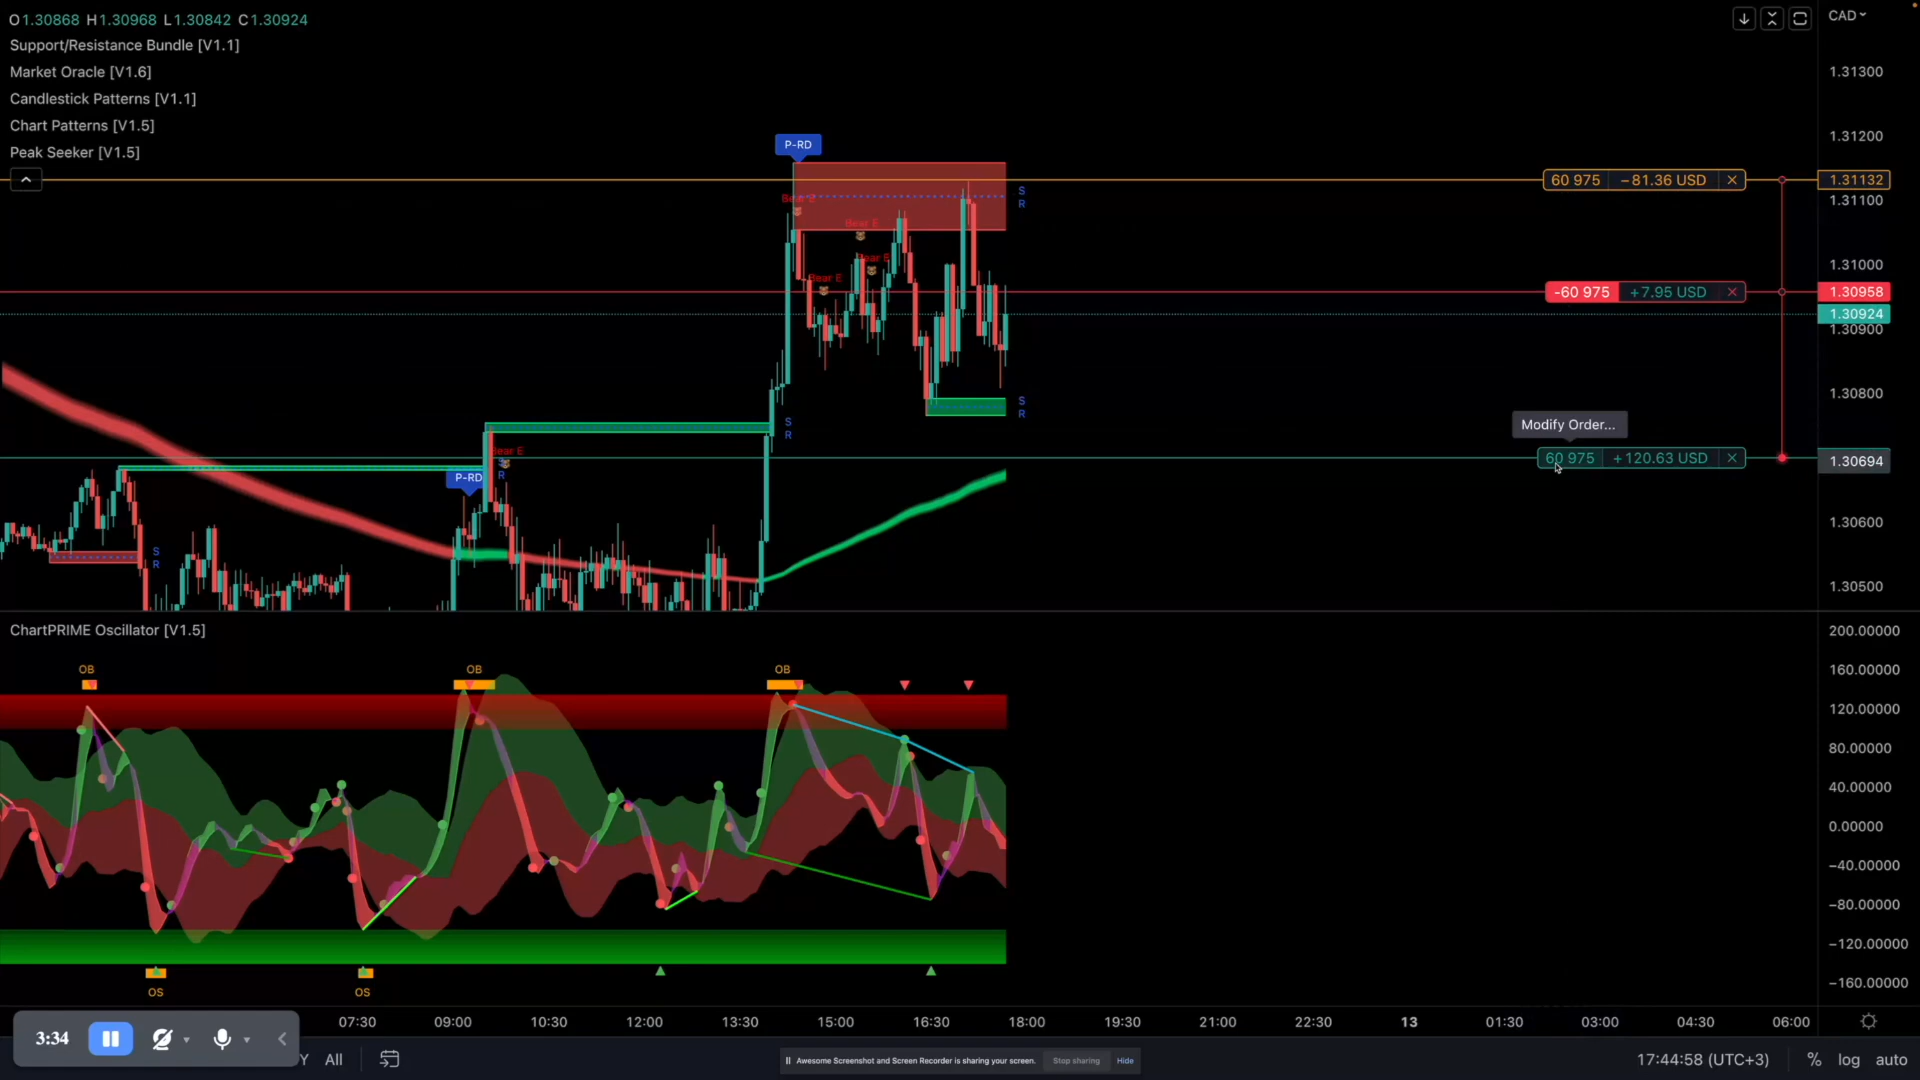 O1.30868 H1.30968 L1.30842 C1.30924
CAD
Support/Resistance Bundle [V1.1]
Market Oracle [V1.6]
Candlestick Patterns [V1.1]
Chart Patterns [V1.5]
Peak Seeker [V1.5]
1.31300
1.31200
P-RD
60 975 −81.36 USD ×
1.31132
1.31100
S
R
Bear E
Bear E
Bear E
Bear E
1.31000
-60 975 +7.95 USD ×
1.30958
1.30924
1.30900
1.30800
S
R
S
R
Modify Order...
60 975 +120.63 USD ×
1.30694
Bear E
P-RD
S
R
1.30600
S
R
1.30500
ChartPRIME Oscillator [V1.5]
200.00000
OB
OB
OB
160.00000
120.00000
80.00000
40.00000
0.00000
−40.00000
−80.00000
−120.00000
−160.00000
OS
OS
3:34
07:30 09:00 10:30 12:00 13:30 15:00 16:30 18:00 19:30 21:00 22:30 13 01:30 03:00 04:30 06:00
Y All
Awesome Screenshot and Screen Recorder is sharing your screen. Stop sharing Hide
17:44:58 (UTC+3) % log auto